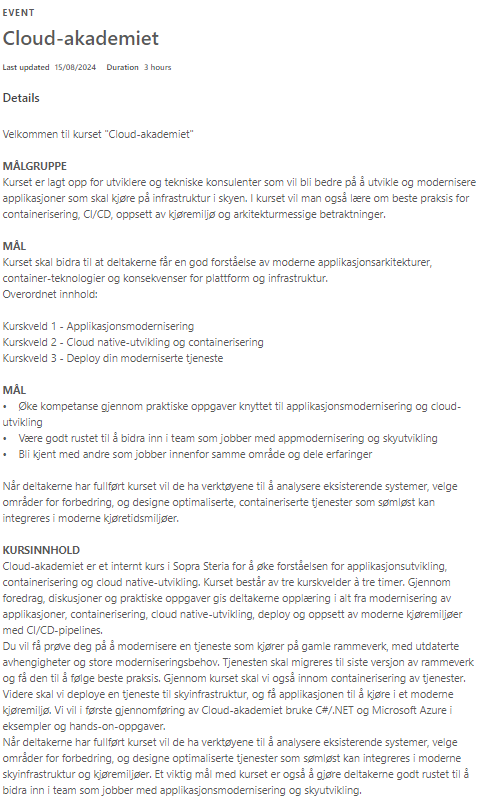 EVENT
Cloud-akademiet
Last updated 15/08/2024 Duration 3 hours
Details
Velkommen til kurset "Cloud-akademiet"
MÅLGRUPPE
Kurset er lagt opp for utviklere og tekniske konsulenter som vil bli bedre på å utvikle og modernisere
applikasjoner som skal kjøre på infrastruktur i skyen. I kurset vil man også lære om beste praksis for
containerisering, CI/CD, oppsett av kjøremiljø og arkitekturmessige betraktninger.
MÅL
Kurset skal bidra til at deltakerne får en god forståelse av moderne applikasjonsarkitekturer,
container-teknologier og konsekvenser for plattform og infrastruktur.
Overordnet innhold:
Kurskveld 1 - Applikasjonsmodernisering
Kurskveld 2 - Cloud native-utvikling og containerisering
Kurskveld 3 - Deploy din moderniserte tjeneste
MÅL
• Øke kompetanse gjennom praktiske oppgaver knyttet til applikasjonsmodernisering og cloud-
utvikling
• Være godt rustet til å bidra inn i team som jobber med appmodernisering og skyutvikling
• Bli kjent med andre som jobber innenfor samme område og dele erfaringer
Når deltakerne har fullført kurset vil de ha verktøyene til å analysere eksisterende systemer, velge
områder for forbedring, og designe optimaliserte, containeriserte tjenester som sømløst kan
integreres i moderne kjøretidsmiljøer.
KURSINNHOLD
Cloud-akademiet er et internt kurs i Sopra Steria for å øke forståelsen for applikasjonsutvikling,
containerisering og cloud native-utvikling. Kurset består av tre kurskvelder à tre timer. Gjennom
foredrag, diskusjoner og praktiske oppgaver gis deltakerne opplæring i alt fra modernisering av
applikasjoner, containerisering, cloud native-utvikling, deploy og oppsett av moderne kjøremiljøer
med CI/CD-pipelines.
Du vil få prøve deg på å modernisere en tjeneste som kjører på gamle rammeverk, med utdaterte
avhengigheter og store moderniseringsbehov. Tjenesten skal migreres til siste versjon av rammeverk
og få den til å følge beste praksis. Gjennom kurset skal vi også innom containerisering av tjenester.
Videre skal vi deploye en tjeneste til skyinfrastruktur, og få applikasjonen til å kjøre i et moderne
kjøremiljø. Vi vil i første gjennomføring av Cloud-akademiet bruke C#/.NET og Microsoft Azure i
eksempler og hands-on-oppgaver.
Når deltakerne har fullført kurset vil de ha verktøyene til å analysere eksisterende systemer, velge
områder for forbedring, og designe optimaliserte tjenester som sømløst kan integreres i moderne
skyinfrastruktur og kjøremiljøer. Et viktig mål med kurset er også å gjøre deltakerne godt rustet til å
bidra inn i team som jobber med applikasjonsmodernisering og skyutvikling.